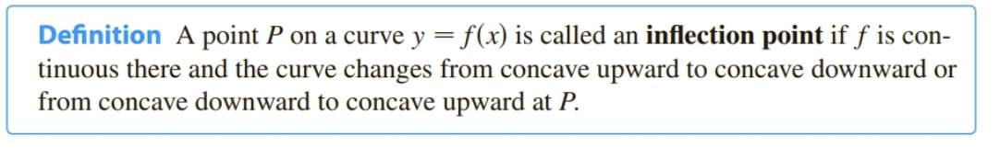 Definition A point P on a curve y = f(x) is called an inflection point if f is con-
tinuous there and the curve changes from concave upward to concave downward or
from concave downward to concave upward at P.